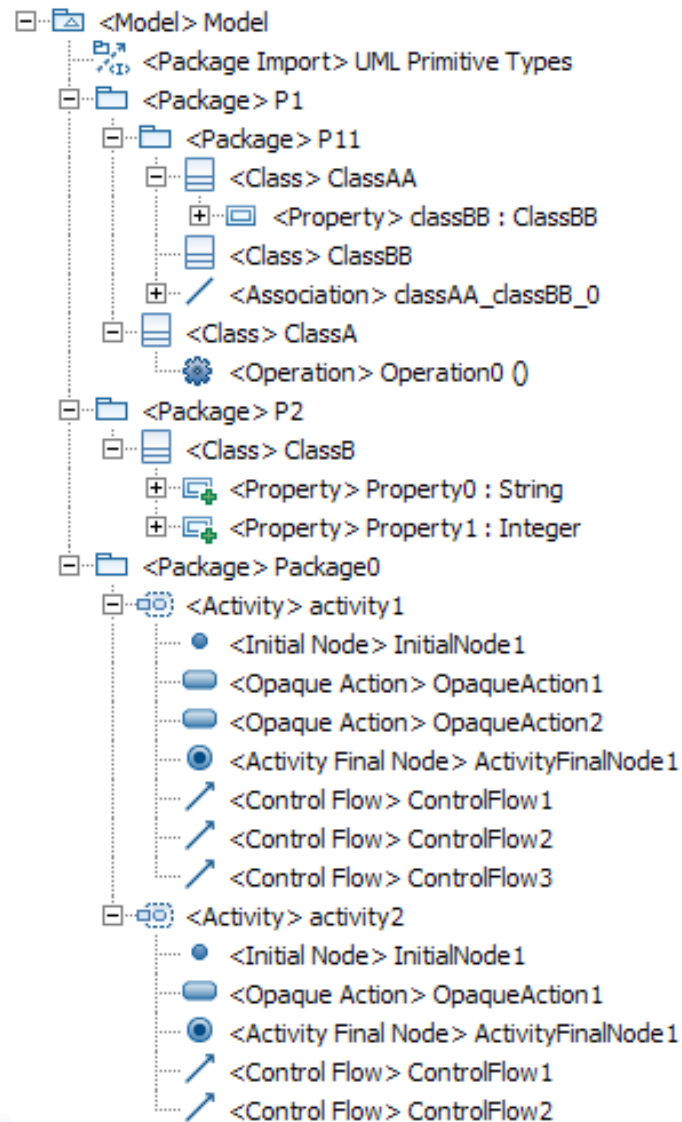 <Model> Model
<Package Import> UML Primitive Types
<Package> P1
<Package> P11
<Class> ClassAA
<Property> classBB : ClassBB
<Class> ClassBB
<Association> classAA_classBB_0
<Class> ClassA
<Operation> Operation0 ()
<Package> P2
<Class> ClassB
<Property> Property0 : String
<Property> Property1 : Integer
<Package> Package0
<Activity> activity1
<Initial Node> InitialNode1
<Opaque Action> OpaqueAction1
<Opaque Action> OpaqueAction2
<Activity Final Node> ActivityFinalNode1
<Control Flow> ControlFlow1
<Control Flow> ControlFlow2
<Control Flow> ControlFlow3
<Activity> activity2
<Initial Node> InitialNode1
<Opaque Action> OpaqueAction1
<Activity Final Node> ActivityFinalNode1
<Control Flow> ControlFlow1
<Control Flow> ControlFlow2